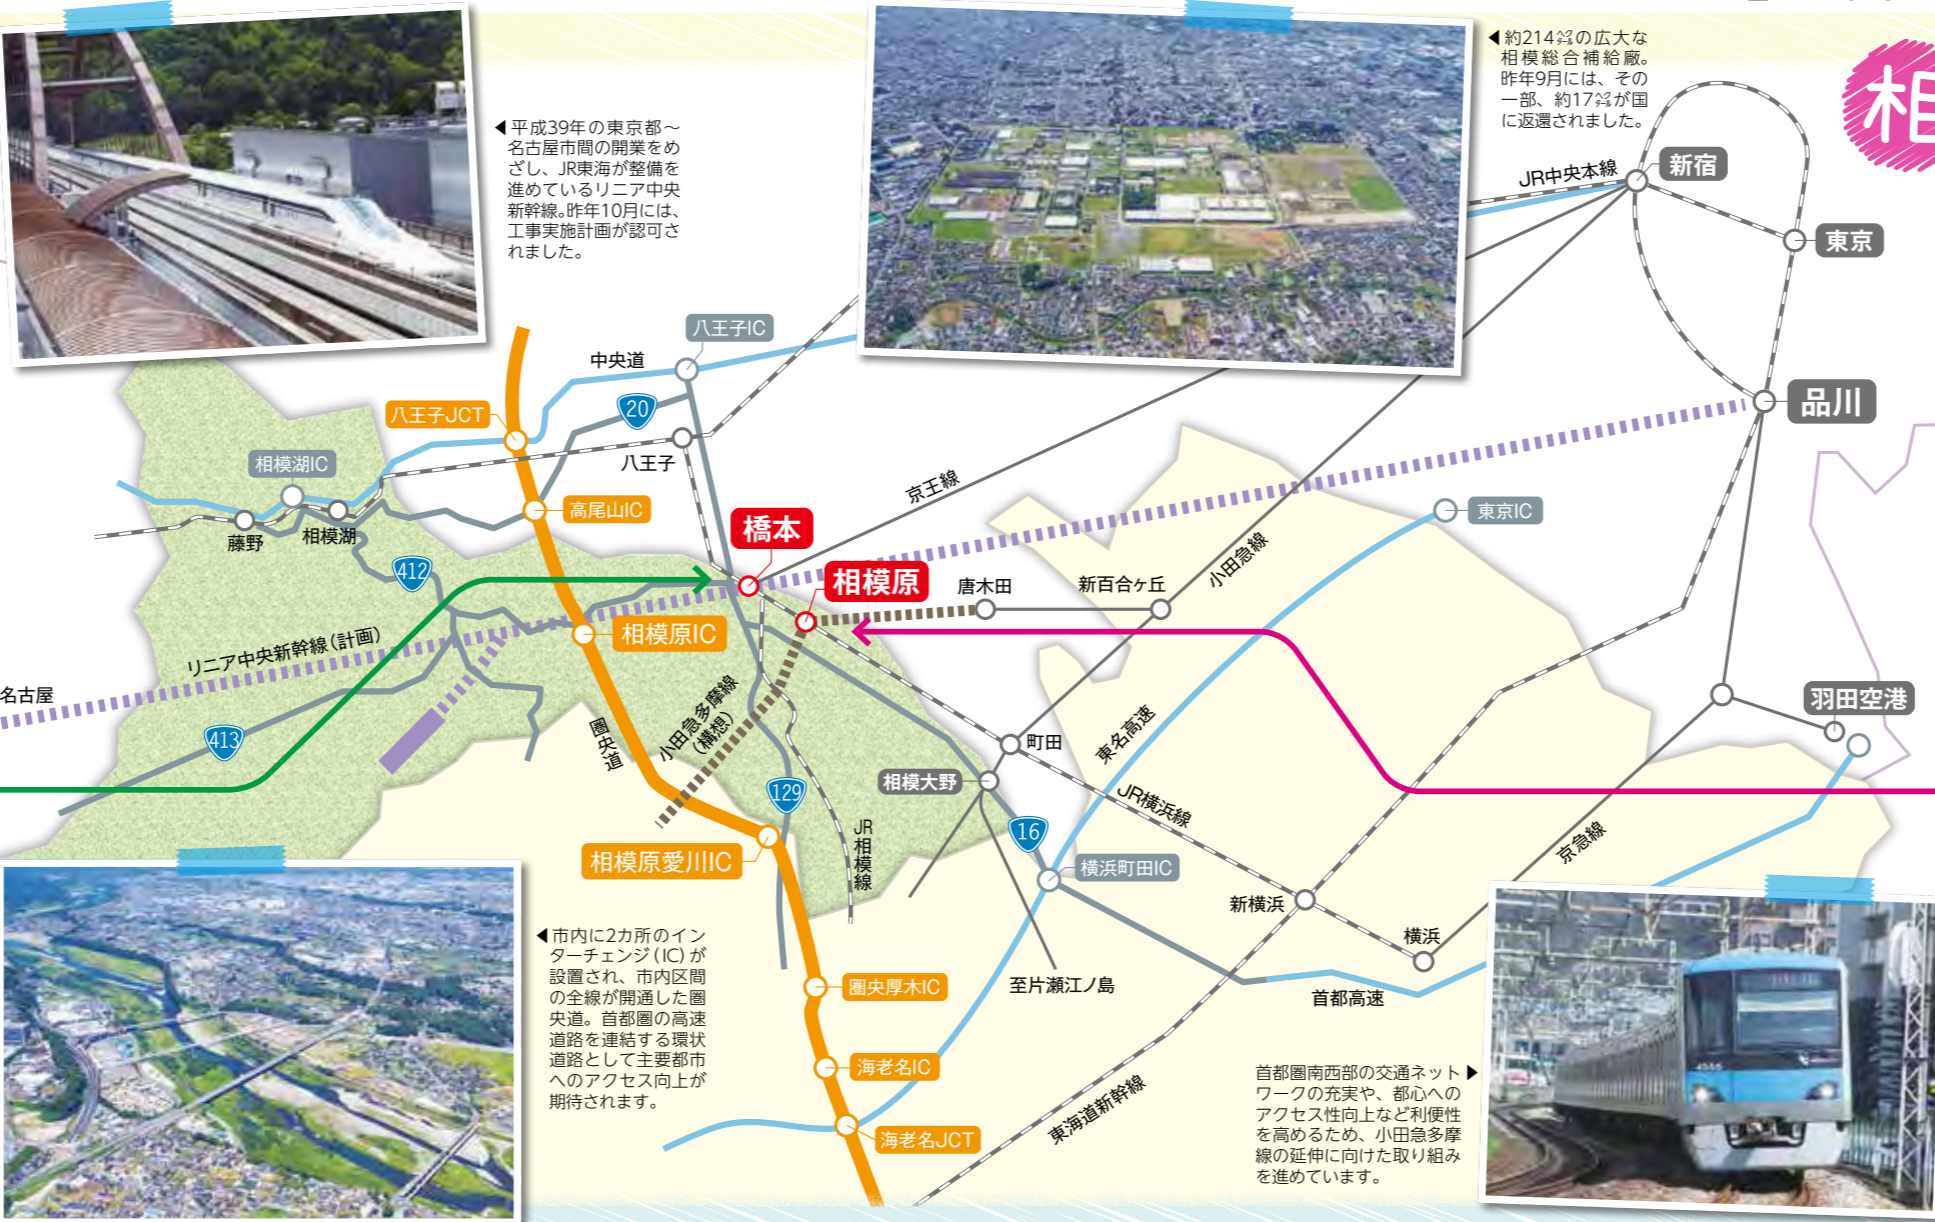 ◀平成39年の東京都～
名古屋市間の開業をめ
ざし、JR東海が整備を
進めているリニア中央
新幹線。昨年10月には、
工事実施計画が認可さ
れました。
◀約214㌶の広大な
相模総合補給廠。
昨年9月には、その
一部、約17㌶が国
に返還されました。
相
JR中央本線
新宿
東京
品川
八王子IC
中央道
20
八王子JCT
八王子
相模湖IC
高尾山IC
藤野
相模湖
京王線
東京IC
橋本
412
相模原
唐木田
新百合ヶ丘
小田急線
相模原IC
リニア中央新幹線(計画)
名古屋
413
圏央道
小田急多摩線
(構想)
町田
東名高速
羽田空港
相模大野
129
JR横浜線
16
JR相模線
京急線
相模原愛川IC
横浜町田IC
新横浜
横浜
圏央厚木IC
至片瀬江ノ島
首都高速
海老名IC
海老名JCT
東海道新幹線
◀市内に2カ所のイン
ターチェンジ(IC)が
設置され、市内区間
の全線が開通した圏
央道。首都圏の高速
道路を連結する環状
道路として主要都市
へのアクセス向上が
期待されます。
首都圏南西部の交通ネット▶
ワークの充実や、都心への
アクセス性向上など利便性
を高めるため、小田急多摩
線の延伸に向けた取り組み
を進めています。